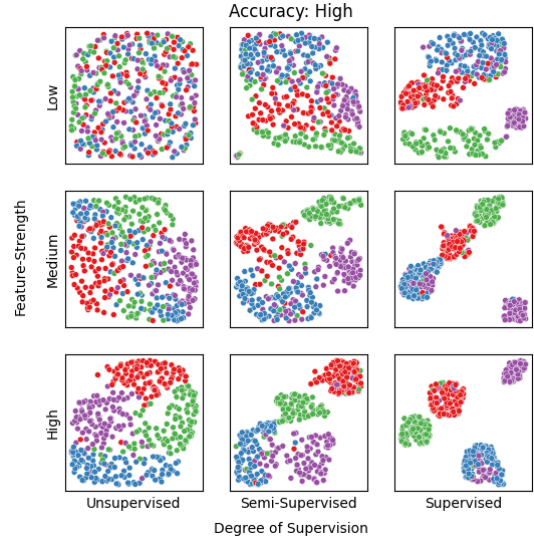 Accuracy: High
Low
Medium
High
Feature-Strength
Unsupervised
Semi-Supervised
Supervised
Degree of Supervision